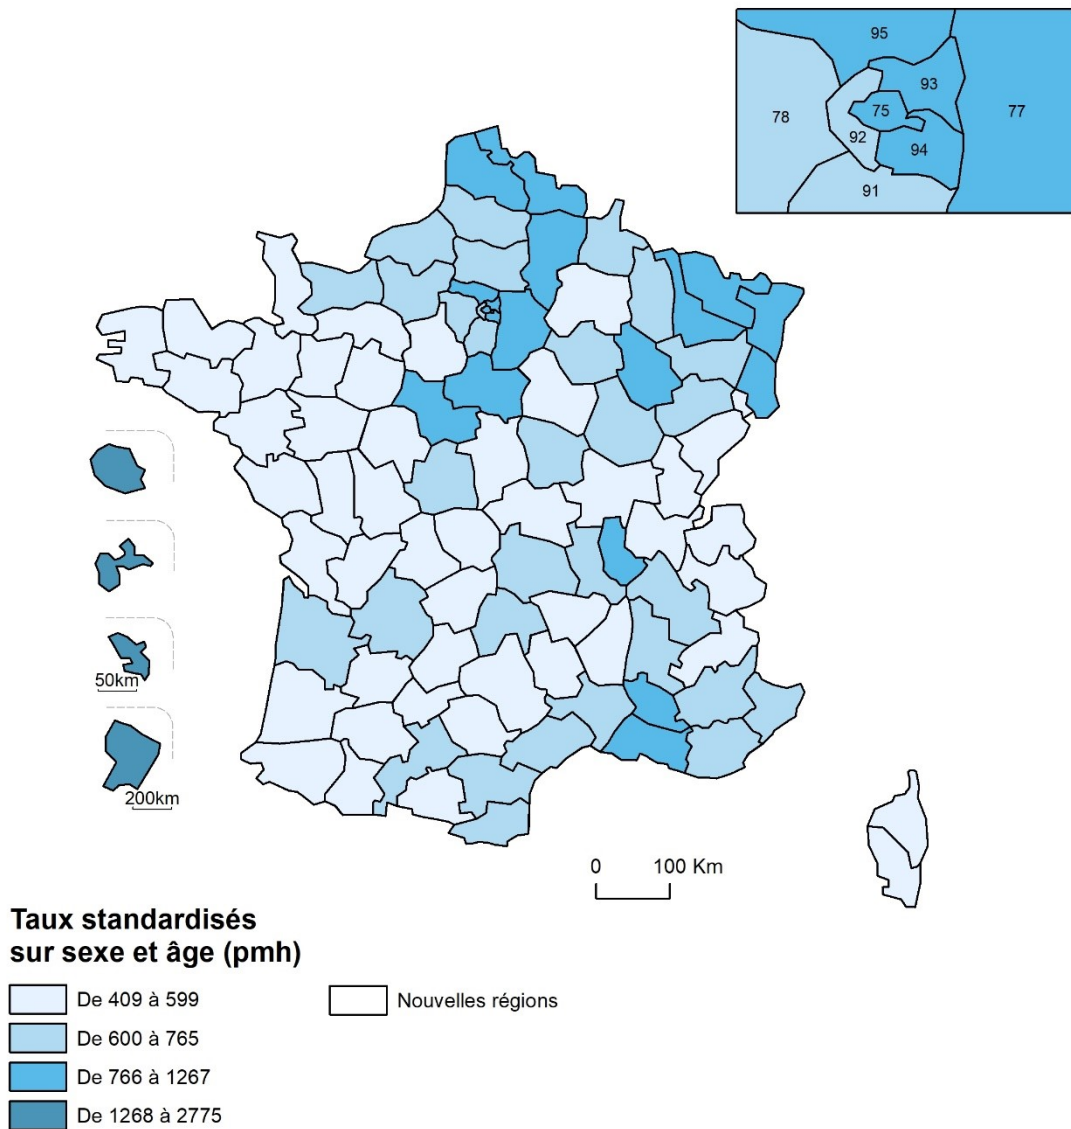 95
93
78
75
77
92
94
91
50km
200km
0 100 Km
Taux standardisés
sur sexe et âge (pmh)
De 409 à 599
Nouvelles régions
De 600 à 765
De 766 à 1267
De 1268 à 2775